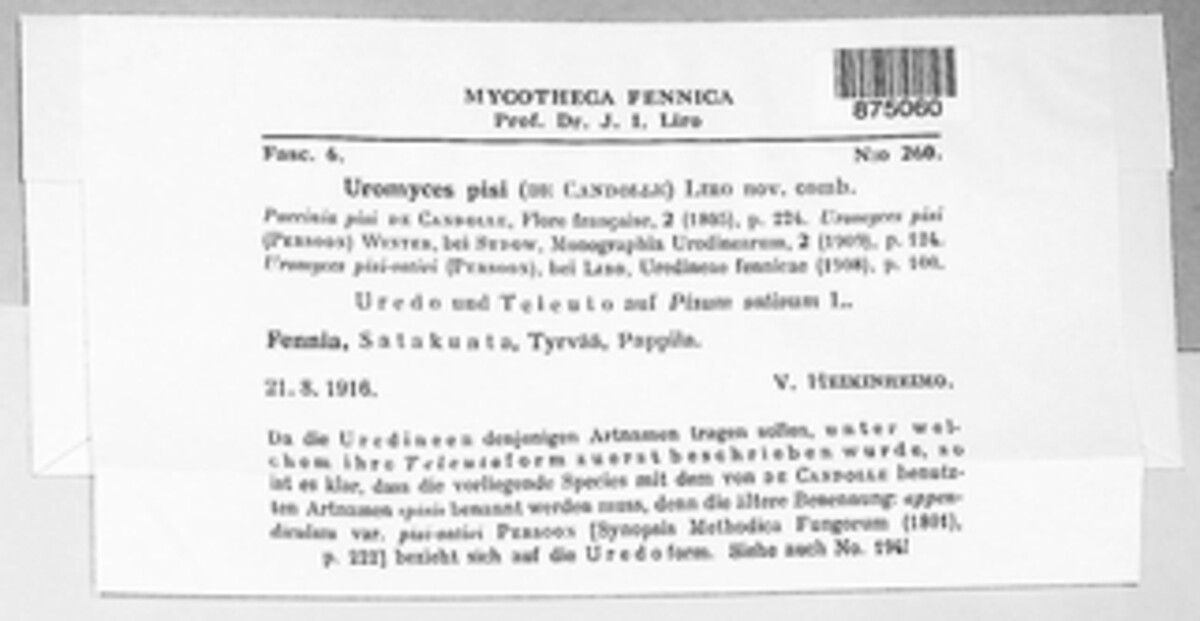 875060
MYCOTHECA FENNICA
Prof. Dr. J. I. Liro
Fasc. 6.
N:o 260.
Uromyces pisi (DE CANDOLLE) LIRO nov. comb.
Puccinia pisi DE CANDOLLE, Flore française, 2 (1805), p. 224. Uromyces pisi
(PERSOON) WINTER, bei SYDOW, Monographia Uredinearum, 2 (1909), p. 124.
Uromyces pisi-sativi (PERSOON), bei LIRO, Uredineae fennicae (1908), p. 100.
Uredo und Teleuto auf Pisum sativum L.
Fennia, Satakunta, Tyrvää, Pappila.
21. 8. 1916.
V. HEIKINHEIMO.
Da die Uredineen denjenigen Artnamen tragen sollen, unter wel-
chem ihre Teleutoform zuerst beschrieben wurde, so
ist es klar, dass die vorliegende Species mit dem von DE CANDOLLE benutz-
ten Artnamen »pisi» benannt werden muss, denn die ältere Benennung: appen-
diculata var. pisi-sativi PERSOON [Synopsis Methodica Fungorum (1801),
p. 222] bezieht sich auf die Uredoform. Siehe auch No.